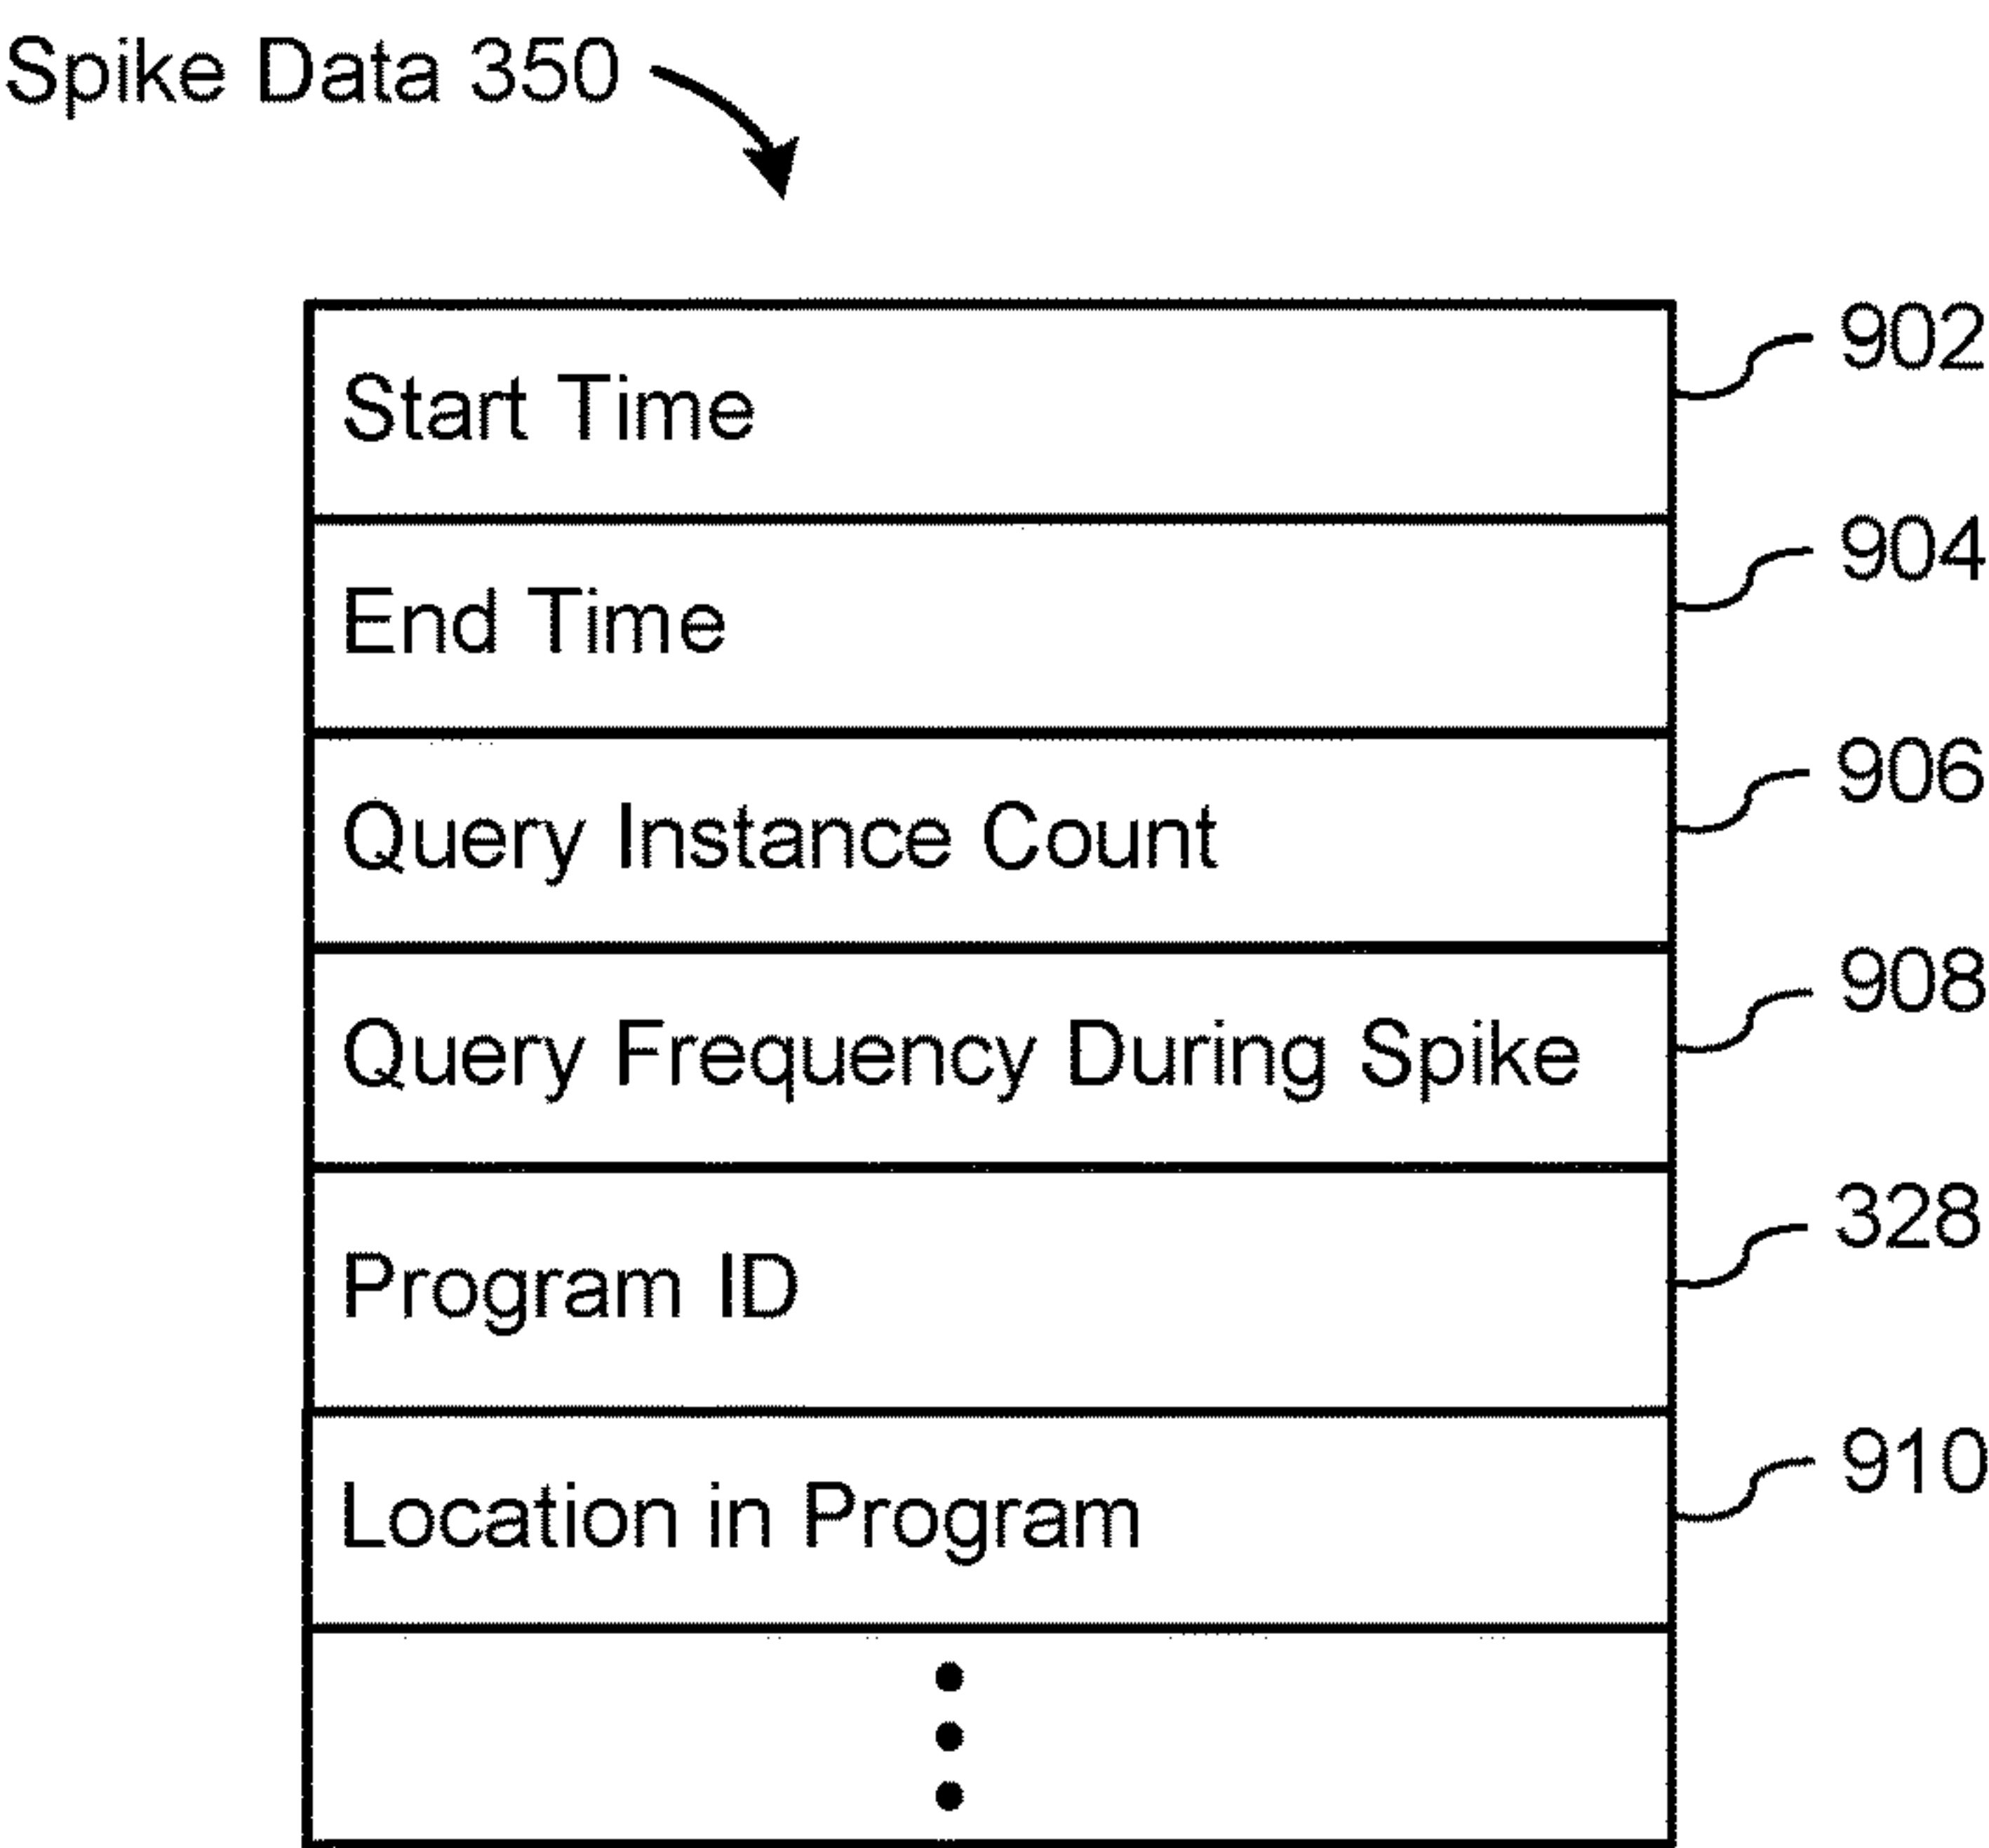 Spike Data 350
Start Time 902
End Time 904
Query Instance Count 906
Query Frequency During Spike 908
Program ID 328
Location in Program 910